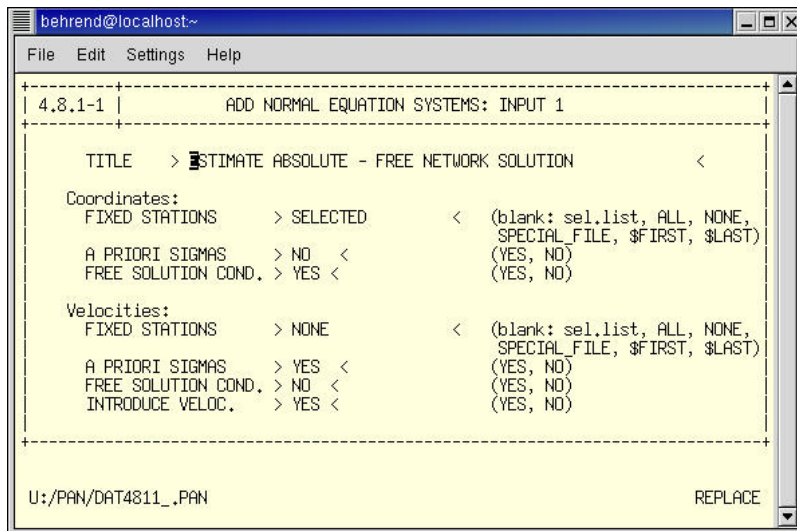 behrend@localhost:~
File Edit Settings Help
4.8.1-1 | ADD NORMAL EQUATION SYSTEMS: INPUT 1
TITLE > ESTIMATE ABSOLUTE - FREE NETWORK SOLUTION <
Coordinates:
FIXED STATIONS > SELECTED < (blank: sel.list, ALL, NONE,
SPECIAL_FILE, $FIRST, $LAST)
A PRIORI SIGMAS > NO < (YES, NO)
FREE SOLUTION COND. > YES < (YES, NO)
Velocities:
FIXED STATIONS > NONE < (blank: sel.list, ALL, NONE,
SPECIAL_FILE, $FIRST, $LAST)
A PRIORI SIGMAS > YES < (YES, NO)
FREE SOLUTION COND. > NO < (YES, NO)
INTRODUCE VELOC. > YES < (YES, NO)
U:/PAN/DAT4811_.PAN REPLACE